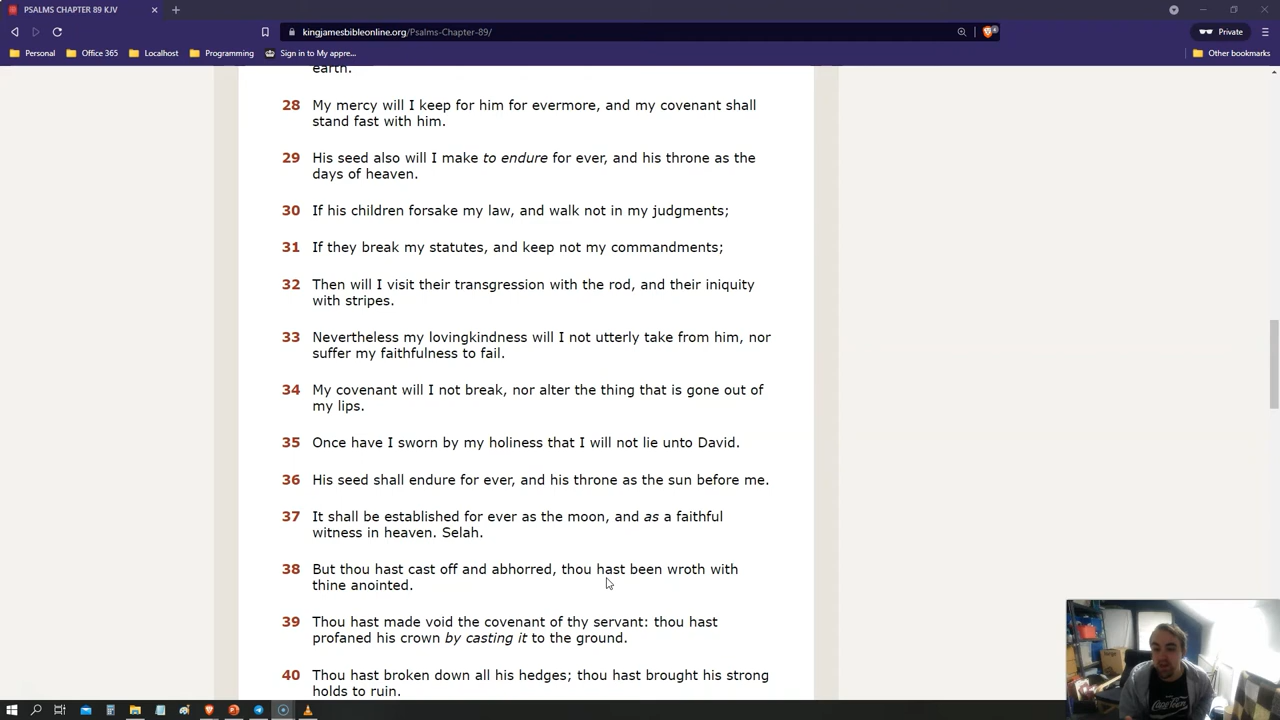 PSALMS CHAPTER 89 KJV
kingjamesbibleonline.org/Psalms-Chapter-89/
Private
Personal
Office 365
Localhost
Programming
Sign in to My appre...
Other bookmarks
earth.
28 My mercy will I keep for him for evermore, and my covenant shall
stand fast with him.
29 His seed also will I make to endure for ever, and his throne as the
days of heaven.
30 If his children forsake my law, and walk not in my judgments;
31 If they break my statutes, and keep not my commandments;
32 Then will I visit their transgression with the rod, and their iniquity
with stripes.
33 Nevertheless my lovingkindness will I not utterly take from him, nor
suffer my faithfulness to fail.
34 My covenant will I not break, nor alter the thing that is gone out of
my lips.
35 Once have I sworn by my holiness that I will not lie unto David.
36 His seed shall endure for ever, and his throne as the sun before me.
37 It shall be established for ever as the moon, and as a faithful
witness in heaven. Selah.
38 But thou hast cast off and abhorred, thou hast been wroth with
thine anointed.
39 Thou hast made void the covenant of thy servant: thou hast
profaned his crown by casting it to the ground.
40 Thou hast broken down all his hedges; thou hast brought his strong
holds to ruin.